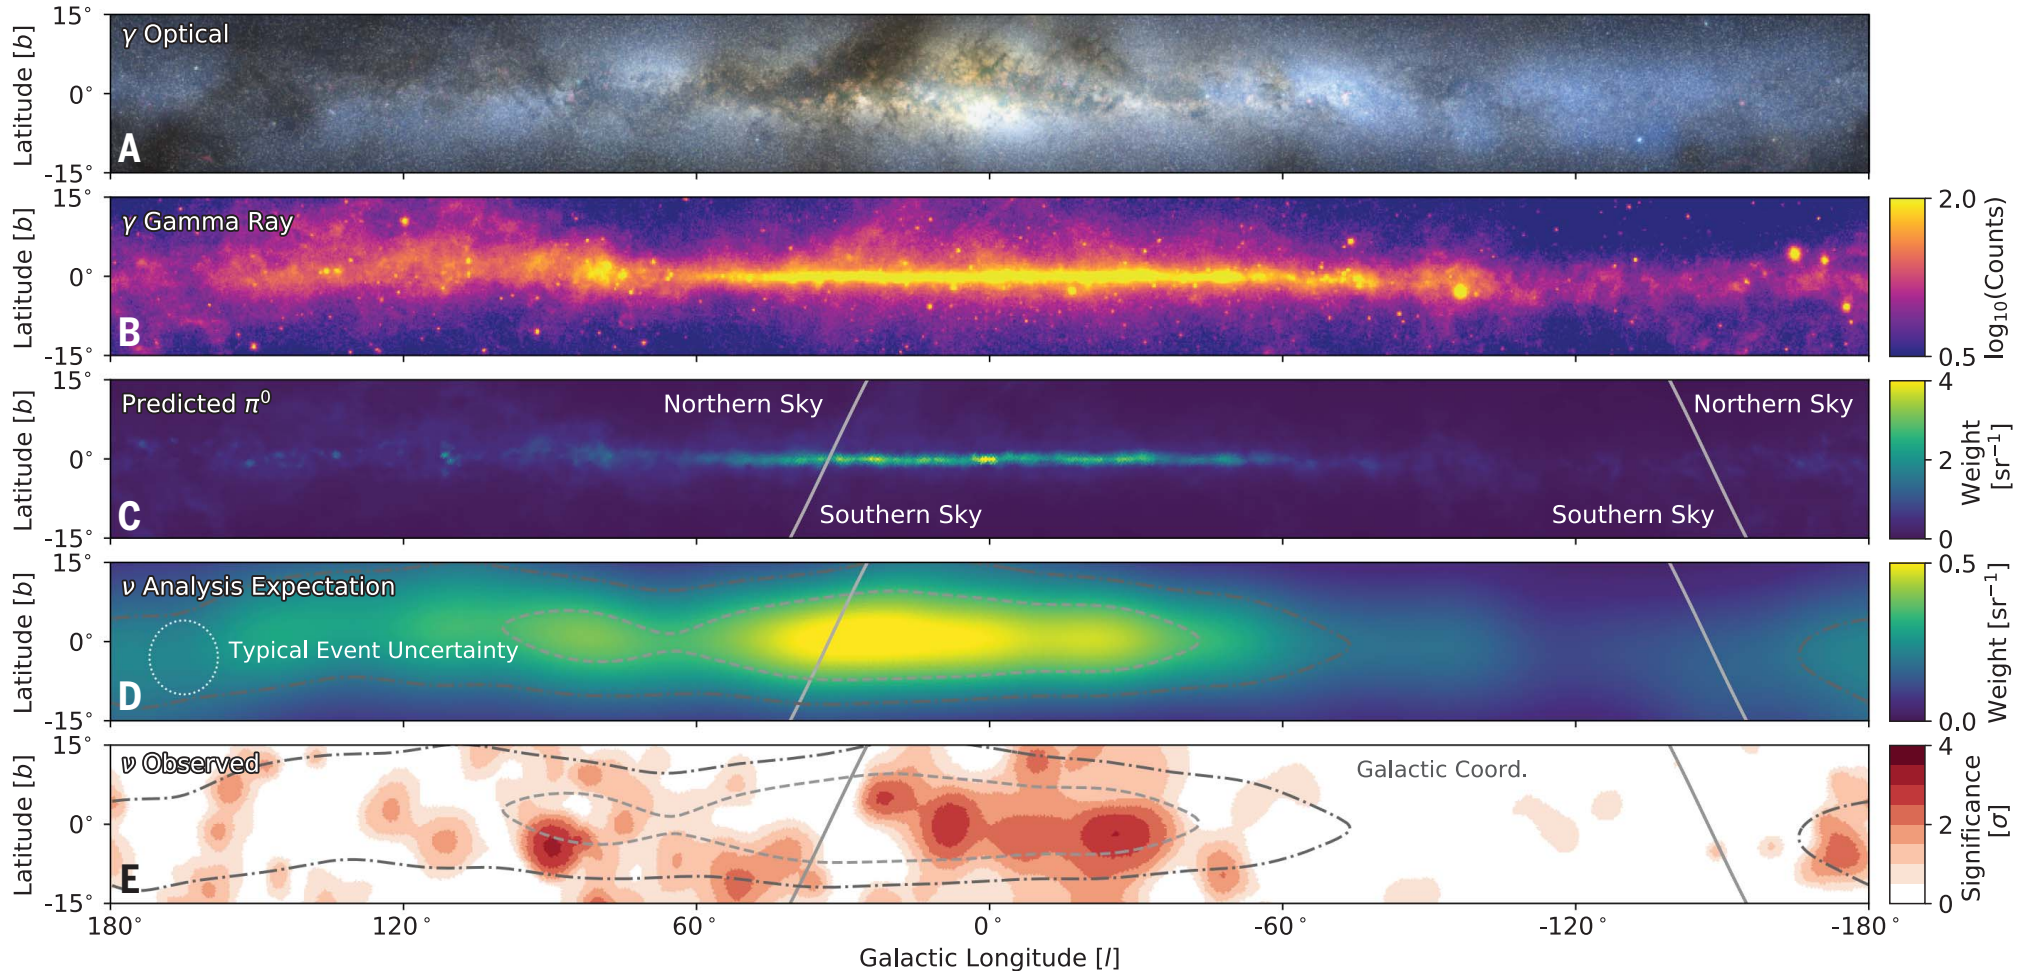 15°
γ Optical
Latitude [b]
0°
A
-15°
15°
γ Gamma Ray
Latitude [b]
0°
B
-15°
2.0
log₁₀(Counts)
0.5
15°
Predicted π⁰
Northern Sky
Northern Sky
Latitude [b]
0°
C
Southern Sky
Southern Sky
-15°
4
2
0
Weight
[sr⁻¹]
15°
ν Analysis Expectation
Latitude [b]
0°
Typical Event Uncertainty
D
-15°
0.5
0.0
Weight [sr⁻¹]
15°
ν Observed
Galactic Coord.
Latitude [b]
0°
E
-15°
4
2
0
Significance
[σ]
180 120° 60 0° -60 -120° -180°
Galactic Longitude [l]